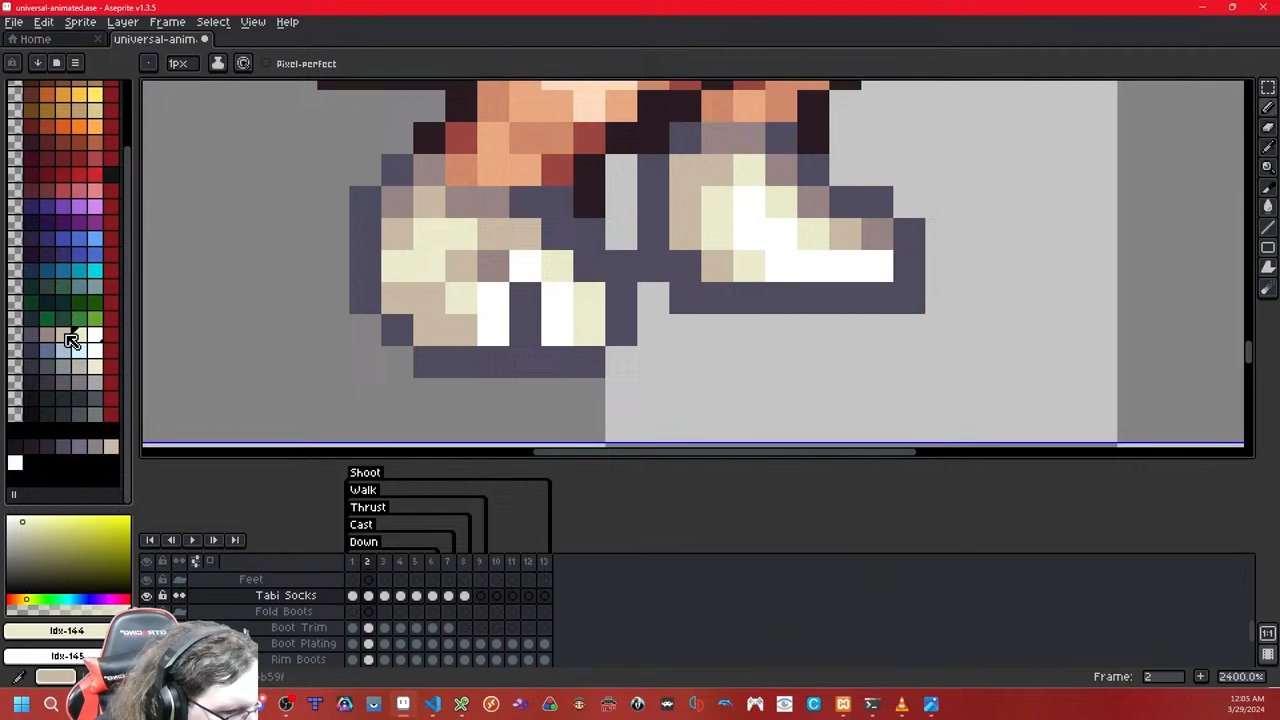 universal-animated.ase - Aseprite v1.3.5
File Edit Sprite Layer Frame Select View Help
Home universal-anim.
1px Pixel-perfect
Shoot
Walk
Thrust
Cast
Down
1 2 3 4 5 6 7 8 9 10 11 12 13
Feet
Tabi Socks
Fold Boots
Boot Trim
Boot Plating
Rim Boots
Idx-144
Idx-145
b59f
Frame: 2 2400.0%
1:1
12:05 AM
3/29/2024